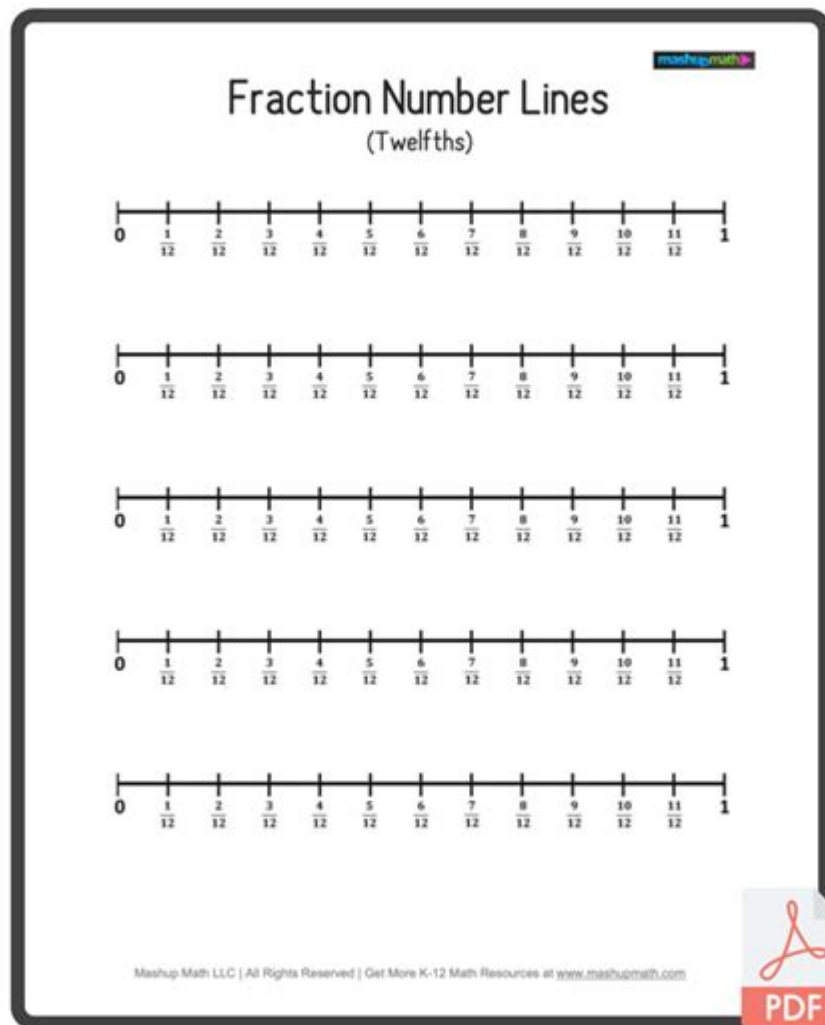 mashupmath
Fraction Number Lines
(Twelfths)
0 1/12 2/12 3/12 4/12 5/12 6/12 7/12 8/12 9/12 10/12 11/12 1
0 1/12 2/12 3/12 4/12 5/12 6/12 7/12 8/12 9/12 10/12 11/12 1
0 1/12 2/12 3/12 4/12 5/12 6/12 7/12 8/12 9/12 10/12 11/12 1
0 1/12 2/12 3/12 4/12 5/12 6/12 7/12 8/12 9/12 10/12 11/12 1
0 1/12 2/12 3/12 4/12 5/12 6/12 7/12 8/12 9/12 10/12 11/12 1
Mashup Math LLC | All Rights Reserved | Get More K-12 Math Resources at www.mashupmath.com
PDF